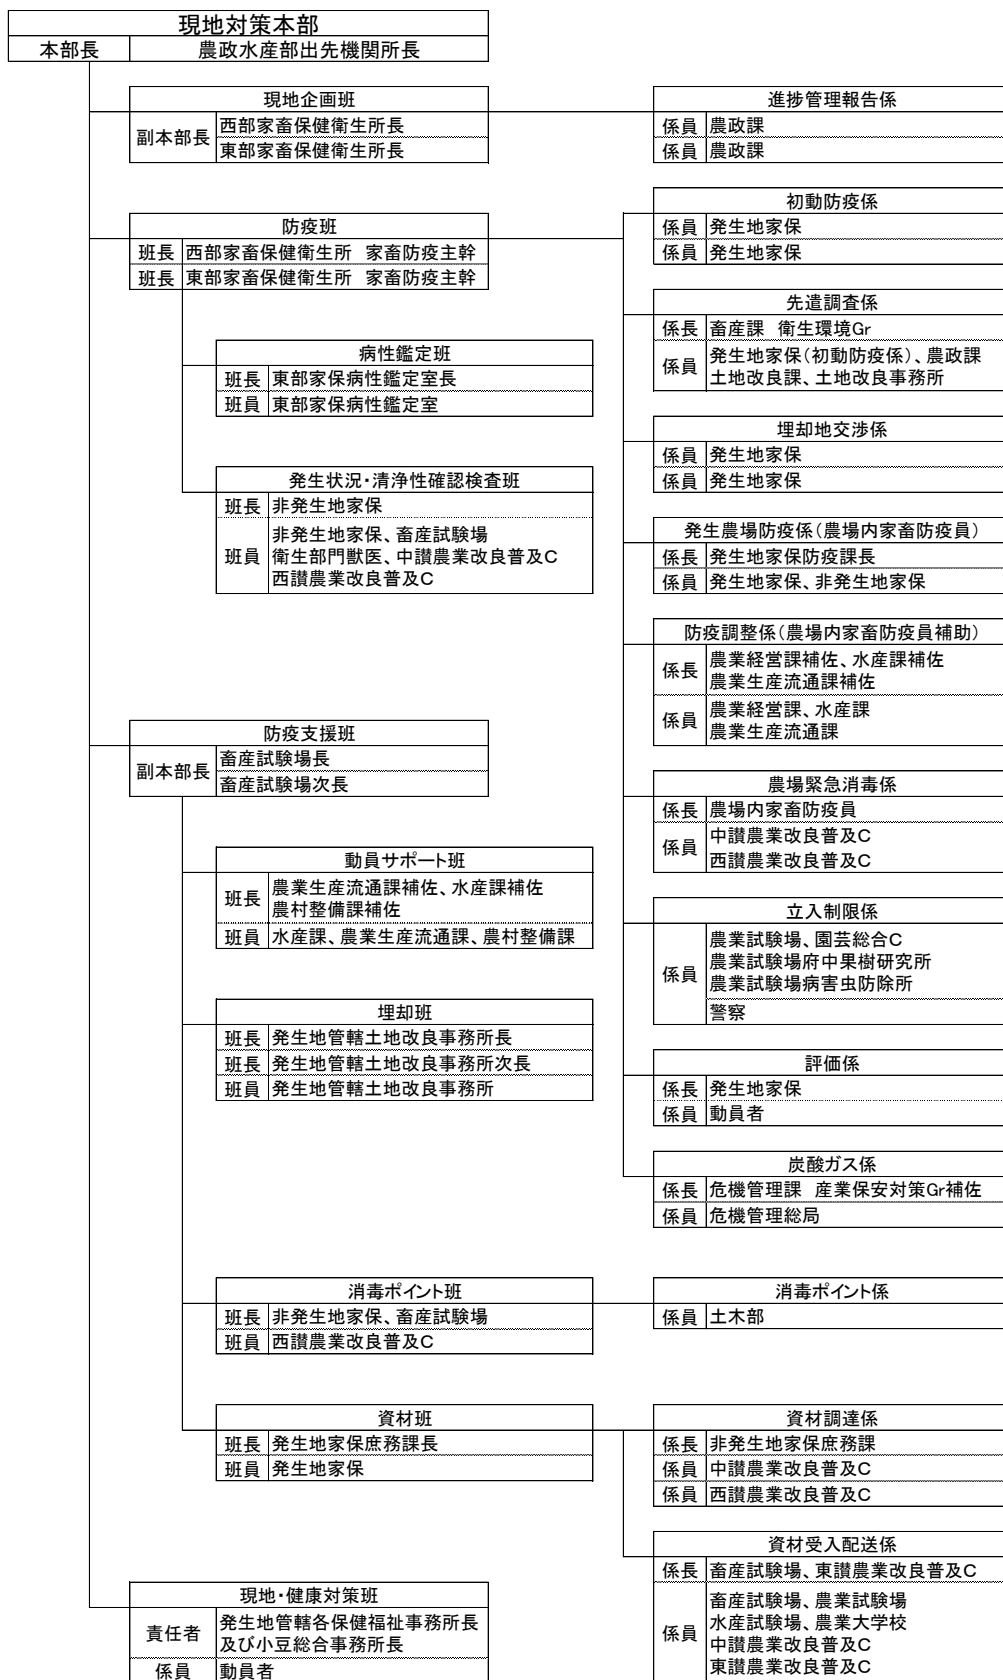 現地対策本部
本部長 農政水産部出先機関所長
現地企画班
副本部長 西部家畜保健衛生所長
東部家畜保健衛生所長
進捗管理報告係
係員 農政課
係員 農政課
防疫班
班長 西部家畜保健衛生所 家畜防疫主幹
班長 東部家畜保健衛生所 家畜防疫主幹
初動防疫係
係員 発生地家保
係員 発生地家保
先遣調査係
係長 畜産課 衛生環境Gr
係員 発生地家保(初動防疫係)、農政課
土地改良課、土地改良事務所
病性鑑定班
班長 東部家保病性鑑定室長
班員 東部家保病性鑑定室
埋却地交渉係
係員 発生地家保
係員 発生地家保
発生状況・清浄性確認検査班
班長 非発生地家保
班員 非発生地家保、畜産試験場
衛生部門獣医、中讃農業改良普及C
西讃農業改良普及C
発生農場防疫係(農場内家畜防疫員)
係長 発生地家保防疫課長
係員 発生地家保、非発生地家保
防疫調整係(農場内家畜防疫員補助)
係長 農業経営課補佐、水産課補佐
農業生産流通課補佐
係員 農業経営課、水産課
農業生産流通課
防疫支援班
副本部長 畜産試験場長
畜産試験場次長
農場緊急消毒係
係長 農場内家畜防疫員
係員 中讃農業改良普及C
西讃農業改良普及C
動員サポート班
班長 農業生産流通課補佐、水産課補佐
農村整備課補佐
班員 水産課、農業生産流通課、農村整備課
立入制限係
係員 農業試験場、園芸総合C
農業試験場府中果樹研究所
農業試験場病害虫防除所
警察
埋却班
班長 発生地管轄土地改良事務所長
班長 発生地管轄土地改良事務所次長
班員 発生地管轄土地改良事務所
評価係
係長 発生地家保
係員 動員者
炭酸ガス係
係長 危機管理課 産業保安対策Gr補佐
係員 危機管理総局
消毒ポイント班
班長 非発生地家保、畜産試験場
班員 西讃農業改良普及C
消毒ポイント係
係員 土木部
資材班
班長 発生地家保庶務課長
班員 発生地家保
資材調達係
係長 非発生地家保庶務課
係員 中讃農業改良普及C
係員 西讃農業改良普及C
資材受入配送係
係長 畜産試験場、東讃農業改良普及C
係員 畜産試験場、農業試験場
水産試験場、農業大学校
中讃農業改良普及C
東讃農業改良普及C
現地・健康対策班
責任者 発生地管轄各保健福祉事務所長
及び小豆総合事務所長
係員 動員者